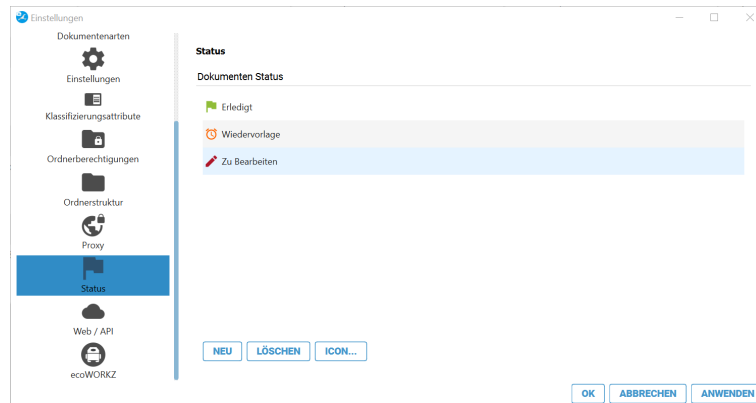 Einstellungen
Dokumentenarten
Einstellungen
Klassifizierungsattribute
Ordnerberechtigungen
Ordnerstruktur
Proxy
Status
Web / API
ecoWORKZ
Status
Dokumenten Status
Erledigt
Wiedervorlage
Zu Bearbeiten
NEU LÖSCHEN ICON...
OK ABBRECHEN ANWENDEN